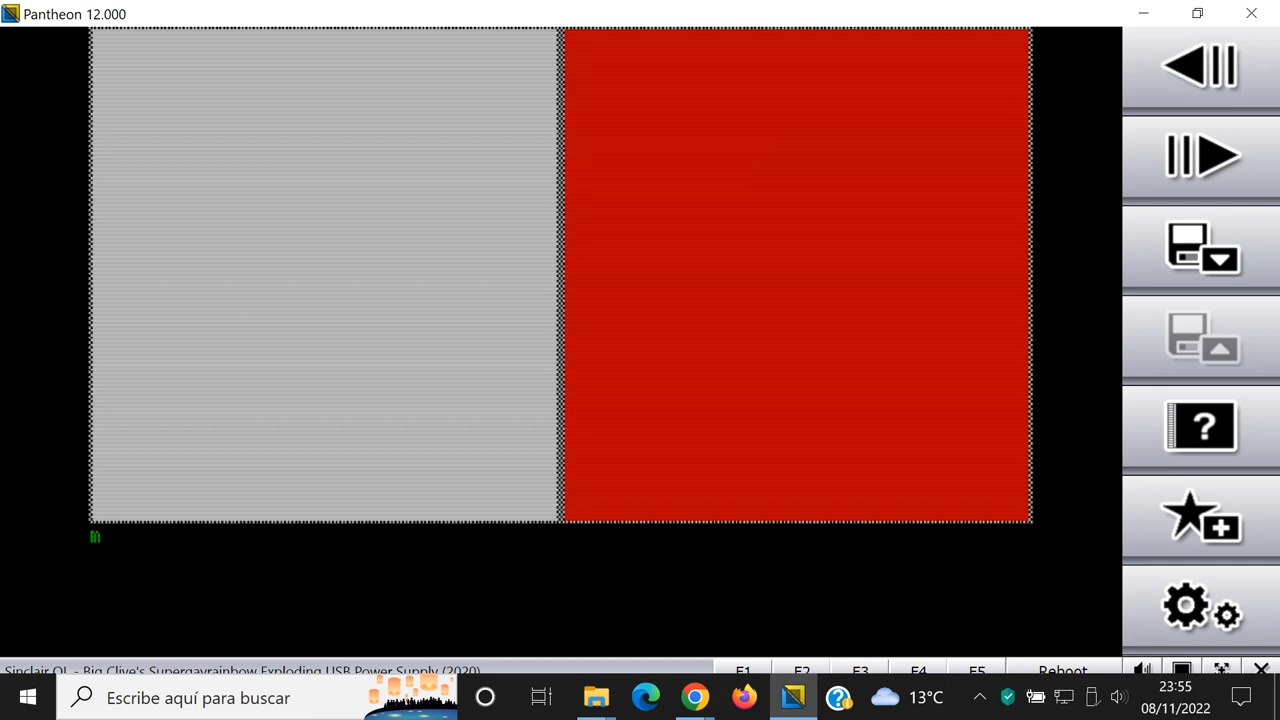 Pantheon 12.000
?
m
Sinclair QL - Big Clive's Supergayrainbow Exploding USB Power Supply (2020)
F1 F2 F3 F4 F5 Reboot
Escribe aquí para buscar
13°C
23:55
08/11/2022